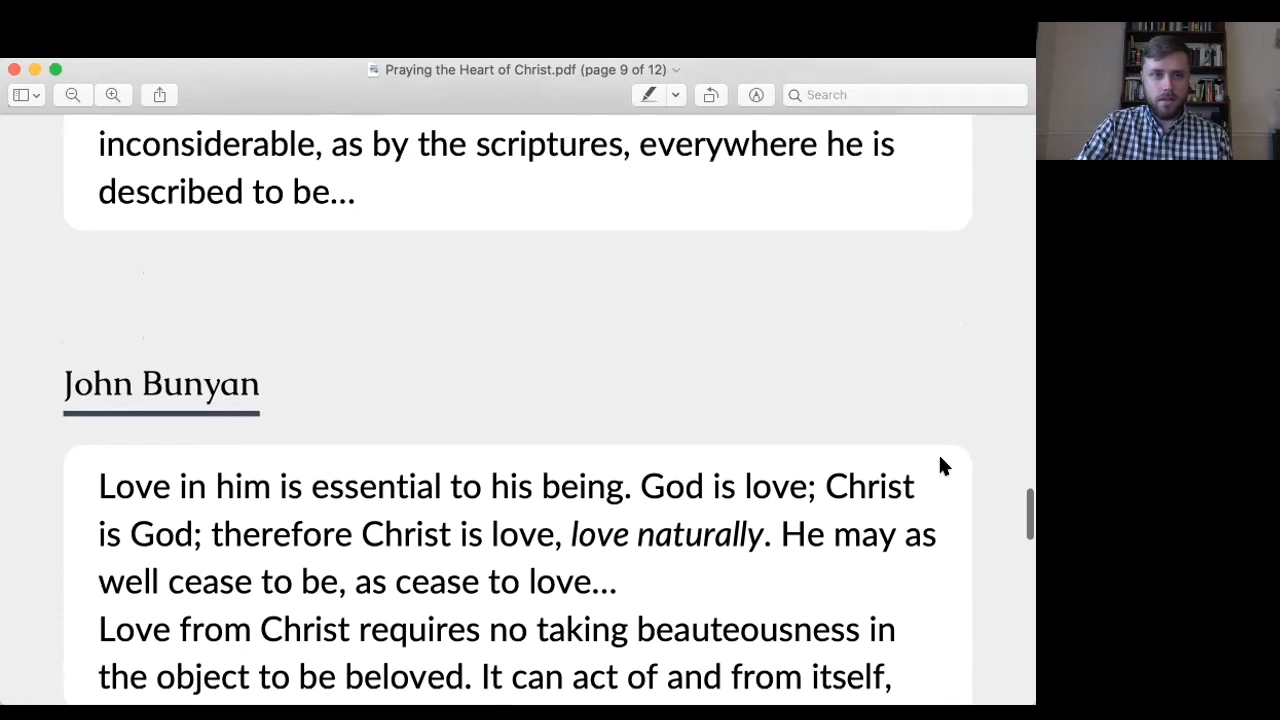 Praying the Heart of Christ.pdf (page 9 of 12)
Search
inconsiderable, as by the scriptures, everywhere he is
described to be...
John Bunyan
Love in him is essential to his being. God is love; Christ
is God; therefore Christ is love, love naturally. He may as
well cease to be, as cease to love...
Love from Christ requires no taking beauteousness in
the object to be beloved. It can act of and from itself,